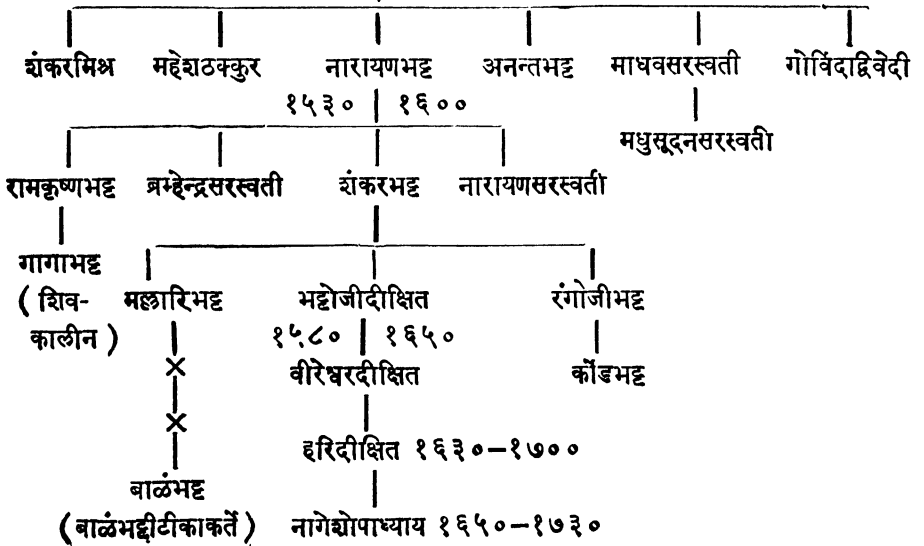 शंकरमिश्र महेशठक्कुर नारायणभट्ट अनन्तभट्ट माधवसरस्वती गोविंदाद्विवेदी
१५३० १६००
मधुसूदनसरस्वती
रामकृष्णभट्ट ब्रम्हेन्द्रसरस्वती शंकरभट्ट नारायणसरस्वती
गागाभट्ट
( शिव- मल्लारिभट्ट भट्टोजीदीक्षित रंगोजीभट्ट
कालीन ) १५८० १६५०
वीरेश्वरदीक्षित कोंडभट्ट
हरिदीक्षित १६३०–१७००
बाळंभट्ट
(बाळंभट्टीटीकाकर्ते) नागेशोपाध्याय १६५०–१७३०